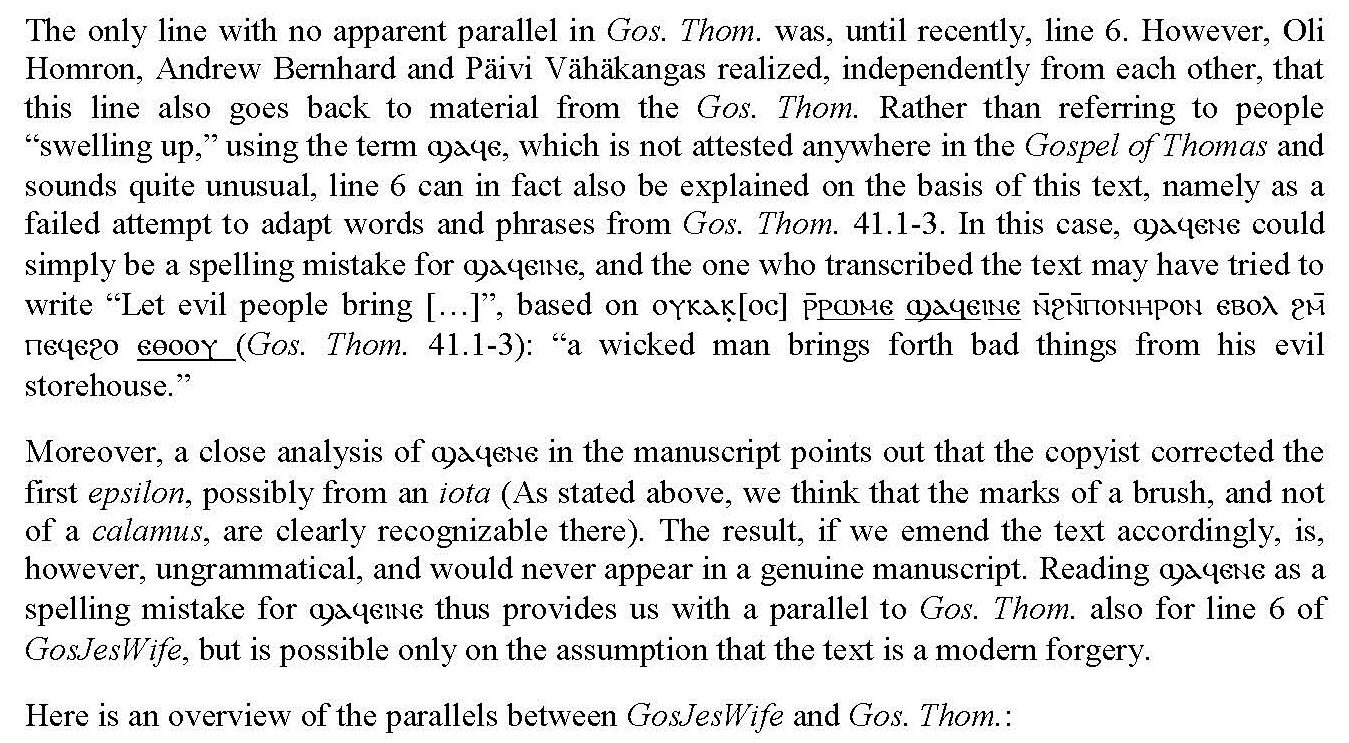 The only line with no apparent parallel in Gos. Thom. was, until recently, line 6. However, Oli
Homron, Andrew Bernhard and Päivi Vähäkangas realized, independently from each other, that
this line also goes back to material from the Gos. Thom. Rather than referring to people
“swelling up,” using the term ϣⲁϥⲉ, which is not attested anywhere in the Gospel of Thomas and
sounds quite unusual, line 6 can in fact also be explained on the basis of this text, namely as a
failed attempt to adapt words and phrases from Gos. Thom. 41.1-3. In this case, ϣⲁϥⲉⲛⲉ could
simply be a spelling mistake for ϣⲁϥⲉⲓⲛⲉ, and the one who transcribed the text may have tried to
write “Let evil people bring […]”, based on ⲟⲩⲕⲁⲕ̣[ⲟⲥ] ⲣ̄ⲣⲱⲙⲉ ϣⲁϥⲉⲓⲛⲉ ⲛ̄ϩⲛ̄ⲡⲟⲛⲏⲣⲟⲛ ⲉⲃⲟⲗ ϩⲙ̄
ⲡⲉϥⲉϩⲟ ⲉⲑⲟⲟⲩ (Gos. Thom. 41.1-3): “a wicked man brings forth bad things from his evil
storehouse.”
Moreover, a close analysis of ϣⲁϥⲉⲛⲉ in the manuscript points out that the copyist corrected the
first epsilon, possibly from an iota (As stated above, we think that the marks of a brush, and not
of a calamus, are clearly recognizable there). The result, if we emend the text accordingly, is,
however, ungrammatical, and would never appear in a genuine manuscript. Reading ϣⲁϥⲉⲛⲉ as a
spelling mistake for ϣⲁϥⲉⲓⲛⲉ thus provides us with a parallel to Gos. Thom. also for line 6 of
GosJesWife, but is possible only on the assumption that the text is a modern forgery.
Here is an overview of the parallels between GosJesWife and Gos. Thom.: